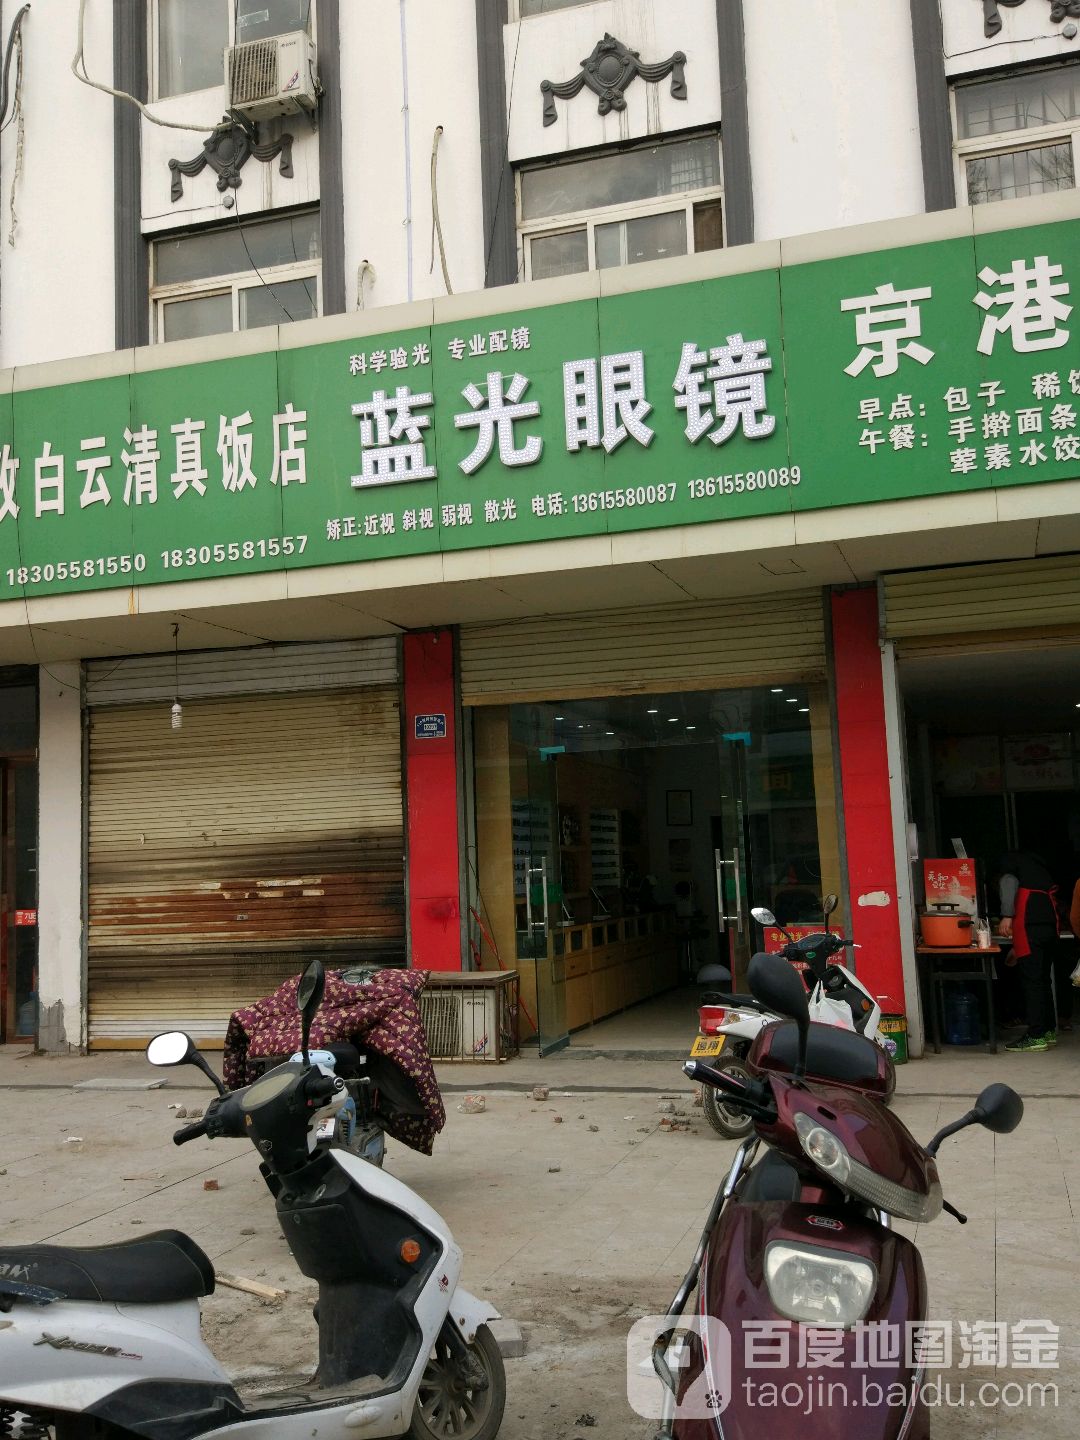 牧白云清真饭店
18305581550 18305581557
科学验光 专业配镜
蓝光眼镜
矫正:近视 斜视 弱视 散光 电话:13615580087 13615580089
京港
早点:包子 稀饭
午餐:手擀面条
荤素水饺
百度地图淘金
taojin.baidu.com